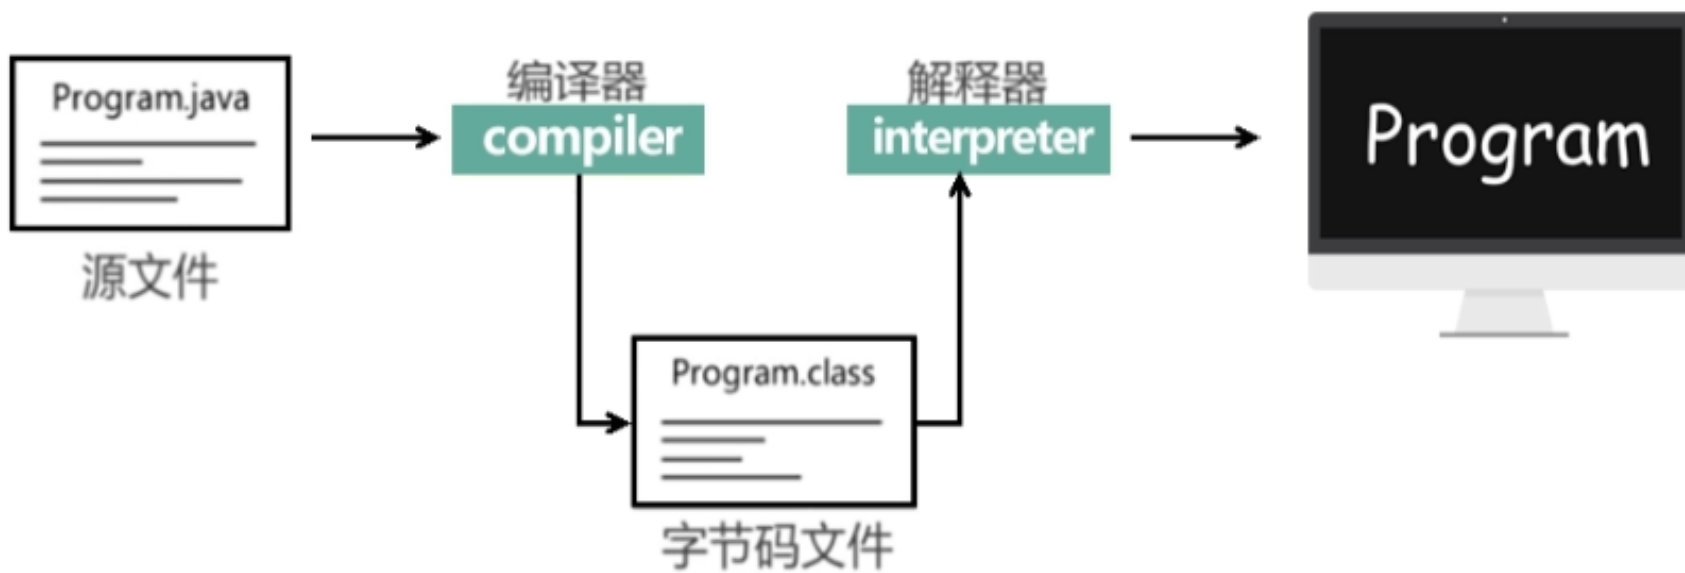 Program.java
源文件
编译器
compiler
Program.class
字节码文件
解释器
interpreter
Program